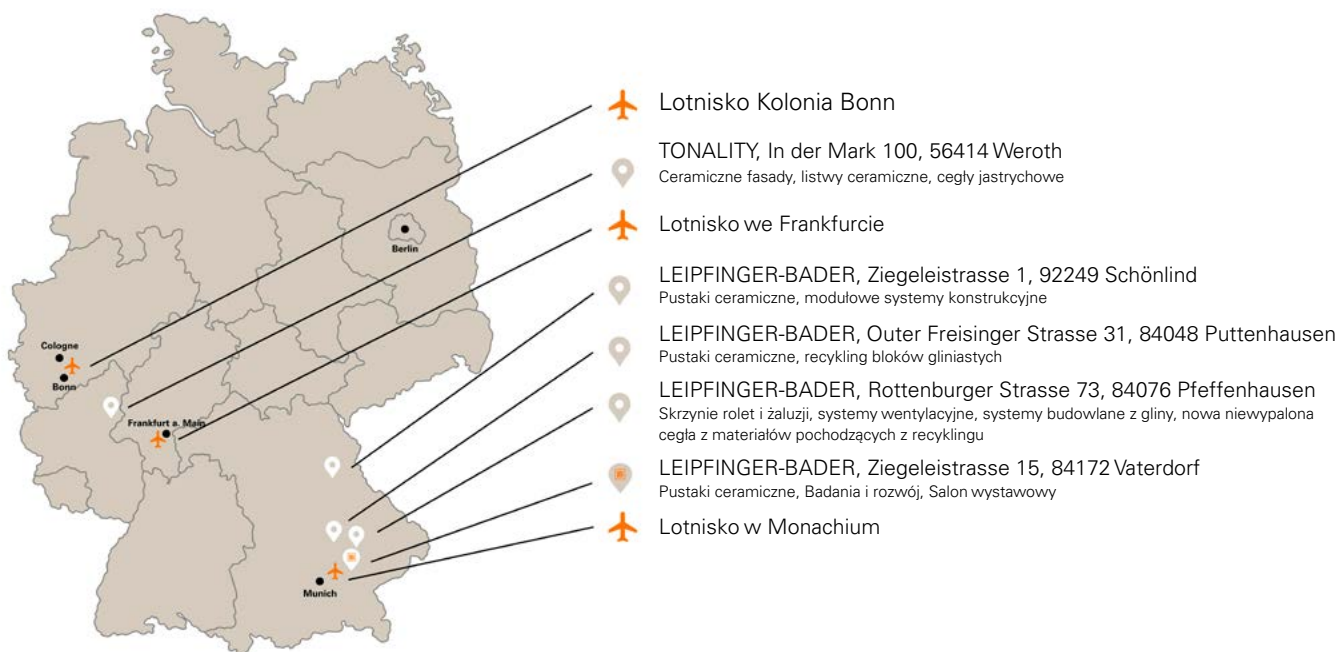 Lotnisko Kolonia Bonn
TONALITY, In der Mark 100, 56414 Weroth
Ceramiczne fasady, listwy ceramiczne, cegły jastrychowe
Lotnisko we Frankfurcie
LEIPFINGER-BADER, Ziegeleistrasse 1, 92249 Schönlind
Pustaki ceramiczne, modułowe systemy konstrukcyjne
LEIPFINGER-BADER, Outer Freisinger Strasse 31, 84048 Puttenhausen
Pustaki ceramiczne, recykling bloków gliniastych
LEIPFINGER-BADER, Rottenburger Strasse 73, 84076 Pfeffenhausen
Skrzynie rolet i żaluzji, systemy wentylacyjne, systemy budowlane z gliny, nowa niewypalona
cegła z materiałów pochodzących z recyklingu
LEIPFINGER-BADER, Ziegeleistrasse 15, 84172 Vaterdorf
Pustaki ceramiczne, Badania i rozwój, Salon wystawowy
Lotnisko w Monachium
Berlin
Cologne
Bonn
Frankfurt a. Main
Munich